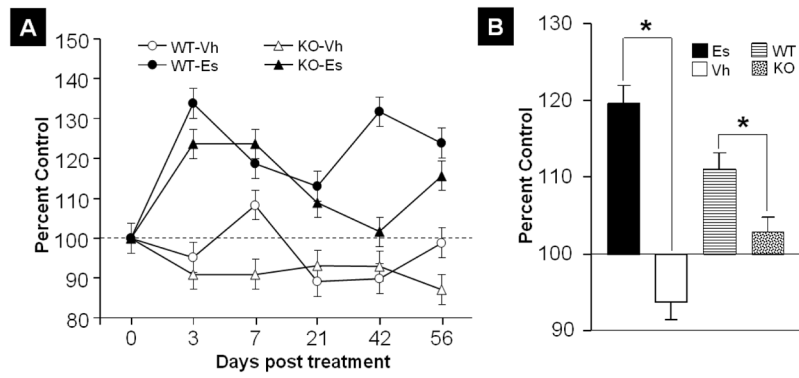 A
Percent Control
150
140
130
120
110
100
90
80
WT-Vh
WT-Es
KO-Vh
KO-Es
0 3 7 21 42 56
Days post treatment
B
Percent Control
130
120
110
100
90
*
*
Es
Vh
WT
KO